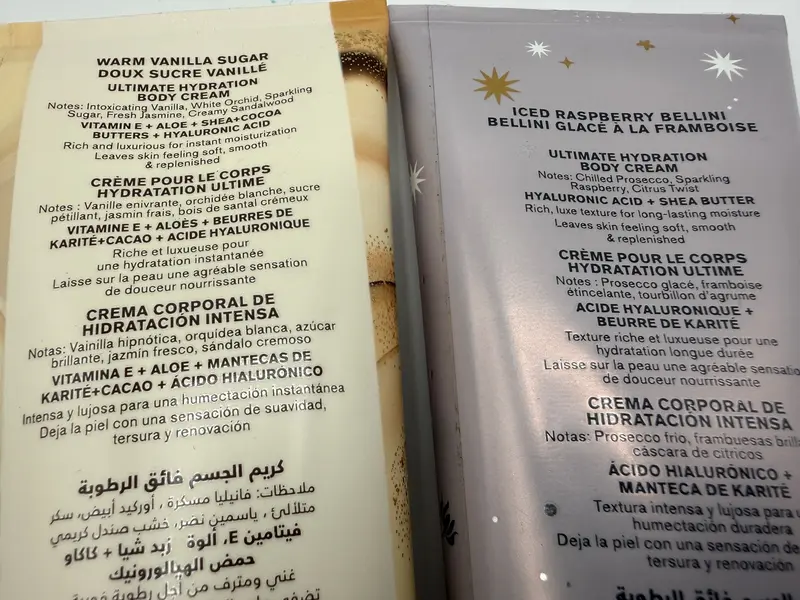 WARM VANILLA SUGAR
DOUX SUCRE VANILLÉ
ULTIMATE HYDRATION
BODY CREAM
Notes: Intoxicating Vanilla, White Orchid, Sparkling
Sugar, Fresh Jasmine, Creamy Sandalwood
VITAMIN E + ALOE + SHEA+COCOA
BUTTERS + HYALURONIC ACID
Rich and luxurious for instant moisturization
Leaves skin feeling soft, smooth
& replenished
CRÈME POUR LE CORPS
HYDRATATION ULTIME
Notes : Vanille enivrante, orchidée blanche, sucre
pétillant, jasmin frais, bois de santal crémeux
VITAMINE E + ALOÈS + BEURRES DE
KARITÉ+CACAO + ACIDE HYALURONIQUE
Riche et luxueuse pour
une hydratation instantanée
Laisse sur la peau une agréable sensation
de douceur nourrissante
CREMA CORPORAL DE
HIDRATACIÓN INTENSA
Notas: Vainilla hipnótica, orquídea blanca, azúcar
brillante, jazmín fresco, sándalo cremoso
VITAMINA E + ALOE + MANTECAS DE
KARITÉ+CACAO + ÁCIDO HIALURÓNICO
Intensa y lujosa para una humectación instantánea
Deja la piel con una sensación de suavidad,
tersura y renovación
كريم الجسم فائق الرطوبة
ملاحظات: فانيليا مسكرة ، أوركيد أبيض، سكر
متلألئ ، ياسمين نضر، خشب صندل كريمي
فيتامين E، ألوة زبد شيا + كاكاو
حمض الهيالورونيك
غني ومترف من أجل رطوبة فورية
ICED RASPBERRY BELLINI
BELLINI GLACÉ À LA FRAMBOISE
ULTIMATE HYDRATION
BODY CREAM
Notes: Chilled Prosecco, Sparkling
Raspberry, Citrus Twist
HYALURONIC ACID + SHEA BUTTER
Rich, luxe texture for long-lasting moisture
Leaves skin feeling soft, smooth
& replenished
CRÈME POUR LE CORPS
HYDRATATION ULTIME
Notes : Prosecco glacé, framboise
étincelante, tourbillon d'agrume
ACIDE HYALURONIQUE +
BEURRE DE KARITÉ
Texture riche et luxueuse pour une
hydratation longue durée
Laisse sur la peau une agréable sensatio
de douceur nourrissante
CREMA CORPORAL DE
HIDRATACIÓN INTENSA
Notas: Prosecco frío, frambuesas brill
cáscara de cítricos
ÁCIDO HIALURÓNICO +
MANTECA DE KARITÉ
Textura intensa y lujosa para u
humectación duradera
Deja la piel con una sensación de
tersura y renovación